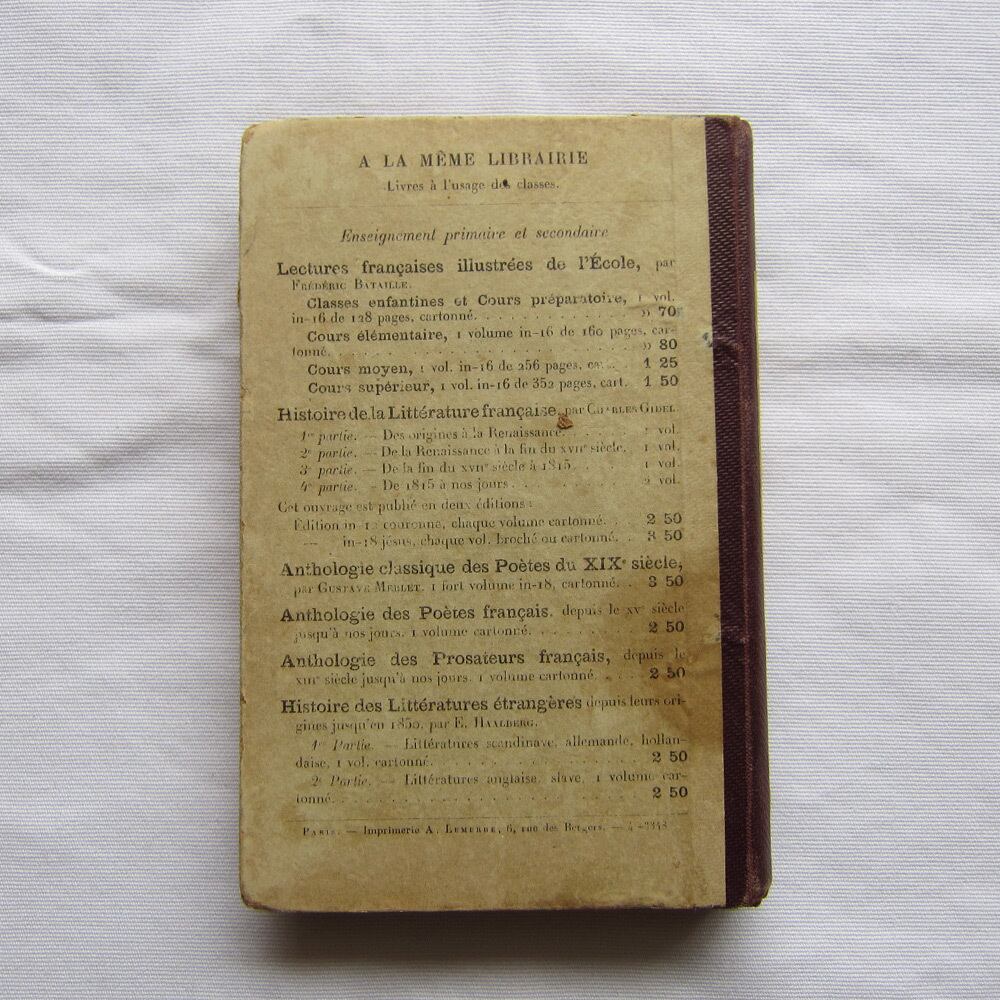 A LA MÊME LIBRAIRIE
Livres à l'usage des classes.
Enseignement primaire et secondaire
Lectures françaises illustrées de l'École, par
FRÉDÉRIC BATAILLE.
Classes enfantines et Cours préparatoire, 1 vol.
in-16 de 128 pages, cartonné. . . . . . . . . . . . . » 70
Cours élémentaire, 1 volume in-16 de 160 pages, car-
tonné. . . . . . . . . . . . . . . . . . . . . . . . » 80
Cours moyen, 1 vol. in-16 de 256 pages, ca... 1 25
Cours supérieur, 1 vol. in-16 de 352 pages, cart. 1 50
Histoire de la Littérature française, par CHARLES GIDEL
1re partie. — Des origines à la Renaissance. . . . . 1 vol.
2e partie. — De la Renaissance à la fin du XVIIe siècle. 1 vol.
3e partie. — De la fin du XVIIe siècle à 1815. . . . . 1 vol.
4e partie. — De 1815 à nos jours . . . . . . . . . 2 vol.
Cet ouvrage est publié en deux éditions :
Édition in-12 couronne, chaque volume cartonné. . . 2 50
— in-18 jésus, chaque vol. broché ou cartonné. . 3 50
Anthologie classique des Poètes du XIXe siècle,
par GUSTAVE MERLET. 1 fort volume in-18, cartonné. . 3 50
Anthologie des Poètes français, depuis le XVe siècle
jusqu'à nos jours. 1 volume cartonné. . . . . . . . . 2 50
Anthologie des Prosateurs français, depuis le
XIIe siècle jusqu'à nos jours. 1 volume cartonné. . . . 2 50
Histoire des Littératures étrangères depuis leurs ori-
gines jusqu'en 1850, par E. HAALBERG.
1re Partie. — Littératures scandinave, allemande, hollan-
daise, 1 vol. cartonné. . . . . . . . . . . . . . . . 2 50
2e Partie. — Littératures anglaise, slave, 1 volume car-
tonné. . . . . . . . . . . . . . . . . . . . . . . . 2 50
PARIS. — Imprimerie A. LEMERRE, 6, rue des Bergers. —